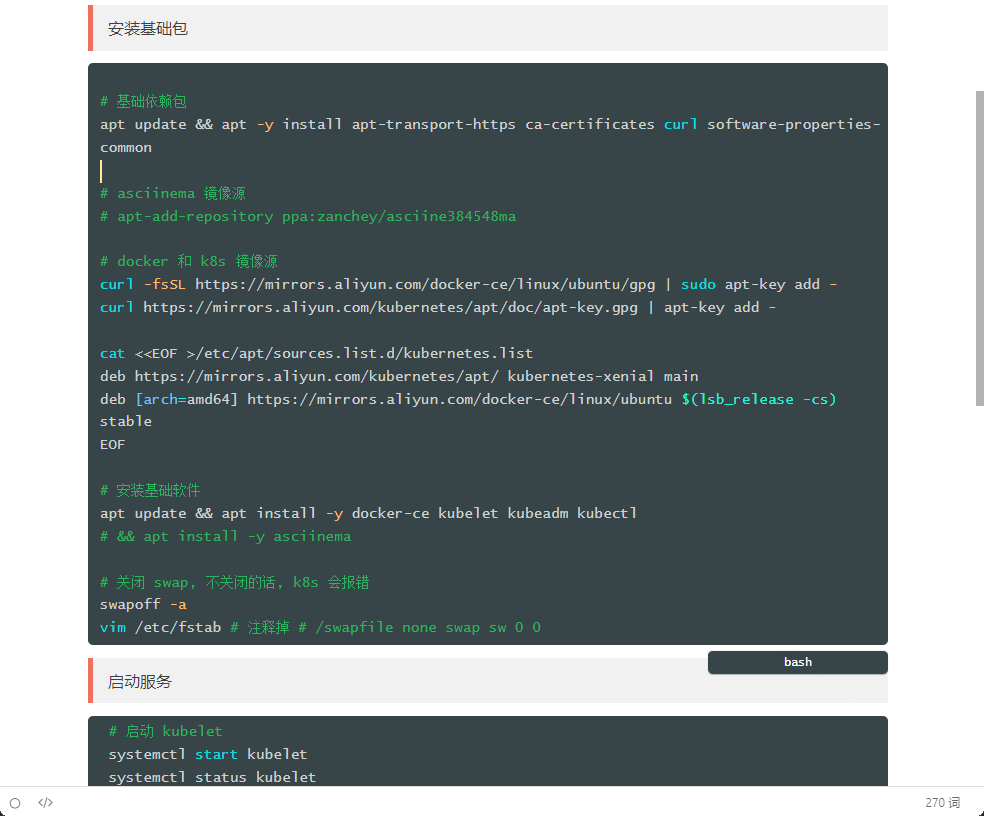 安装基础包
# 基础依赖包
apt update && apt -y install apt-transport-https ca-certificates curl software-properties-
common
# asciinema 镜像源
# apt-add-repository ppa:zanchey/asciine384548ma
# docker 和 k8s 镜像源
curl -fsSL https://mirrors.aliyun.com/docker-ce/linux/ubuntu/gpg | sudo apt-key add -
curl https://mirrors.aliyun.com/kubernetes/apt/doc/apt-key.gpg | apt-key add -
cat <<EOF >/etc/apt/sources.list.d/kubernetes.list
deb https://mirrors.aliyun.com/kubernetes/apt/ kubernetes-xenial main
deb [arch=amd64] https://mirrors.aliyun.com/docker-ce/linux/ubuntu $(lsb_release -cs)
stable
EOF
# 安装基础软件
apt update && apt install -y docker-ce kubelet kubeadm kubectl
# && apt install -y asciinema
# 关闭 swap, 不关闭的话, k8s 会报错
swapoff -a
vim /etc/fstab # 注释掉 # /swapfile none swap sw 0 0
bash
启动服务
# 启动 kubelet
systemctl start kubelet
systemctl status kubelet
</> 270 词